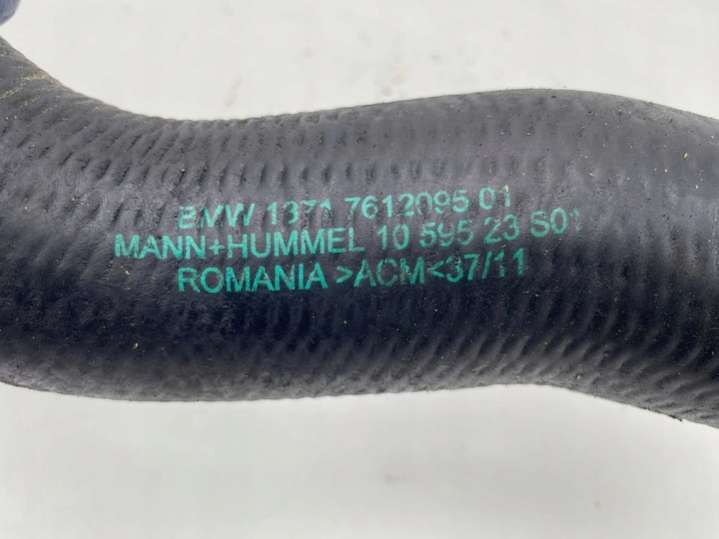 BMW 1371 7612095 01
MANN+HUMMEL 10 595 23 S01
ROMANIA >ACM<37/11